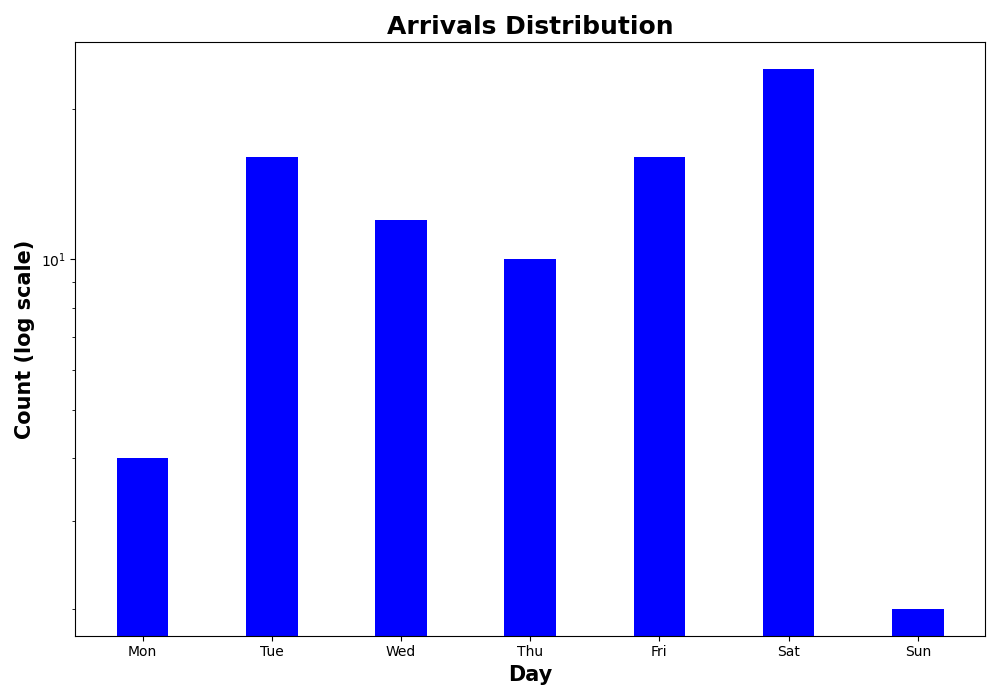 Arrivals Distribution
Count (log scale)
10¹
Mon Tue Wed Thu Fri Sat Sun
Day